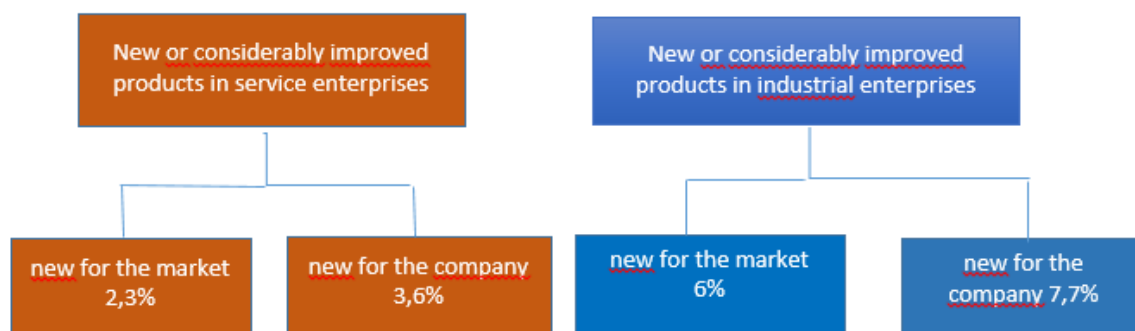 New or considerably improved
products in service enterprises
New or considerably improved
products in industrial enterprises
new for the market
2,3%
new for the company
3,6%
new for the market
6%
new for the
company 7,7%